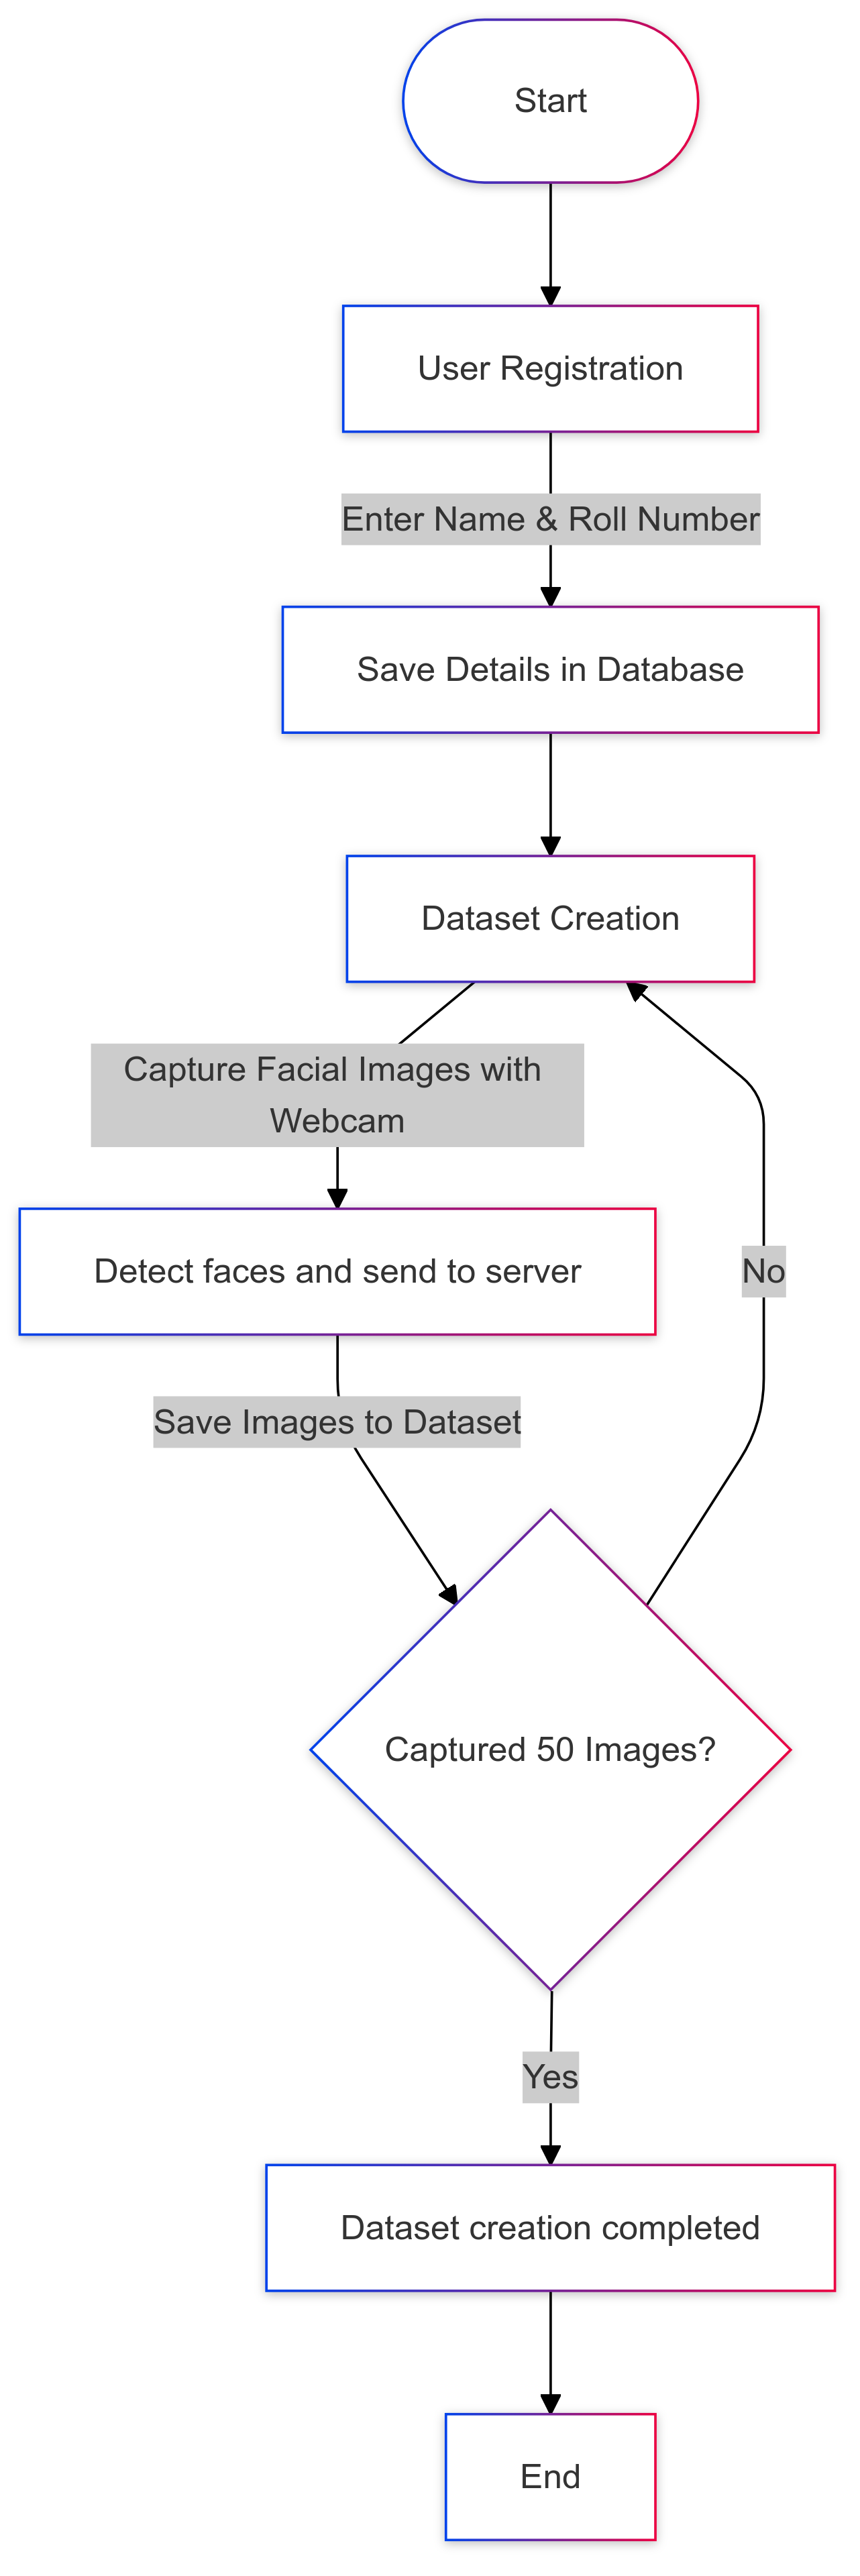 Start
User Registration
Enter Name & Roll Number
Save Details in Database
Dataset Creation
Capture Facial Images with
Webcam
Detect faces and send to server
No
Save Images to Dataset
Captured 50 Images?
Yes
Dataset creation completed
End